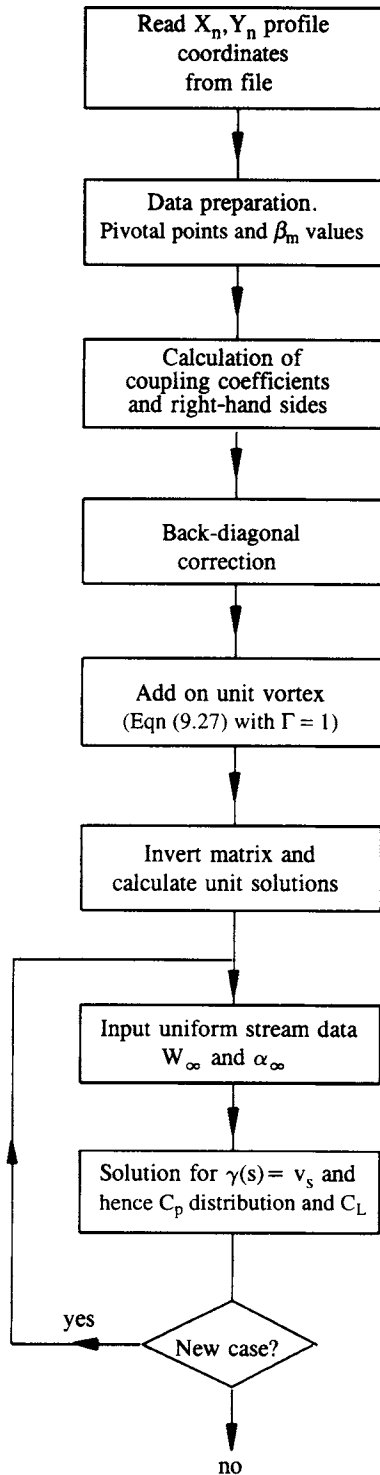 Read Xₙ,Yₙ profile
coordinates
from file
Data preparation.
Pivotal points and βₘ values
Calculation of
coupling coefficients
and right-hand sides
Back-diagonal
correction
Add on unit vortex
(Eqn (9.27) with Γ = 1)
Invert matrix and
calculate unit solutions
Input uniform stream data
W∞ and α∞
Solution for γ(s) = vₛ and
hence Cₚ distribution and C_L
yes
New case?
no